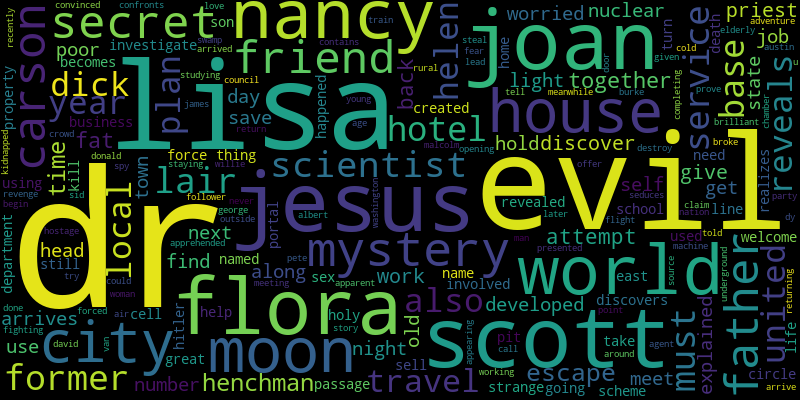 recently convinced confronts love secret nancy joan worried nuclear priest adventure
carson poor son friend helen job
becomes investigate arrived train contains steal home turn cold austin
swamp fear rural given
studying council lead door
dick plan back light together service death base elderly u
property year lisa day happened james young created tell meanwhile burke state completing prove
business save age house chamber brilliant
crowd return hotel malcolm opening broke reveals
kidnapped fat time force thing willie hold discover need destroy
donald spy staying offer
using kill town scientist evil give get realizes
revenge follower lair self claim
begin sid never revealed school line nation party
dr local george outside jesus washington later flight told dy
department head next portal albert mystery attempt used welcome
hostage apprehended pete man presented machine
still find named along work name involved east source underground
try meeting sex developed world discovers father united
could woman apparent flora also
arrives air cell help holy old scott take must explained life
done forced story pit call around point returning
fighting hitler night appearing agent
use city david van moon great sell working escape meet circle
former number henchman passage travel strange going scheme arrive